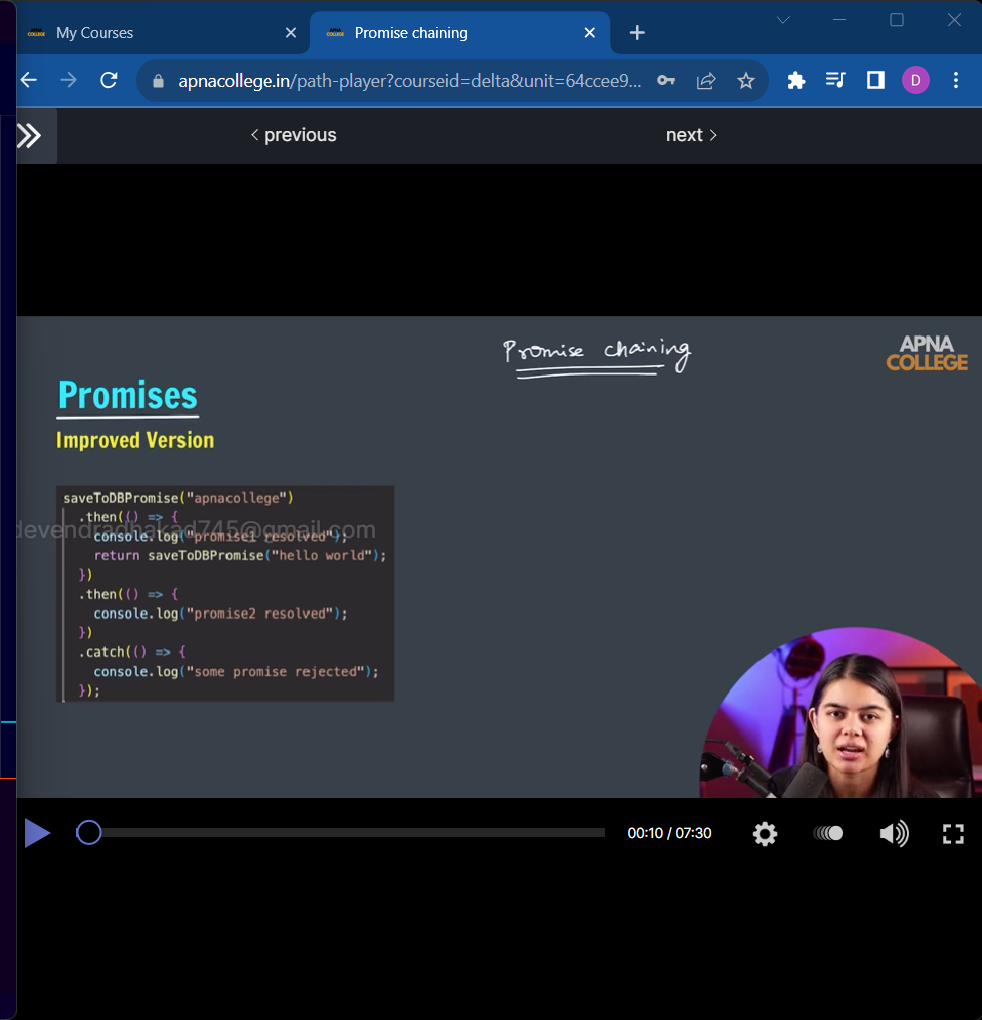 My Courses
Promise chaining
apnacollege.in/path-player?courseid=delta&unit=64ccee9...
D
< previous
next >
Promise chaining
APNA
COLLEGE
Promises
Improved Version
saveToDBPromise("apnacollege")
.then(() => {
console.log("promise1 resolved");
return saveToDBPromise("hello world");
})
.then(() => {
console.log("promise2 resolved");
})
.catch(() => {
console.log("some promise rejected");
});
devendradhakad745@gmail.com
00:10 / 07:30